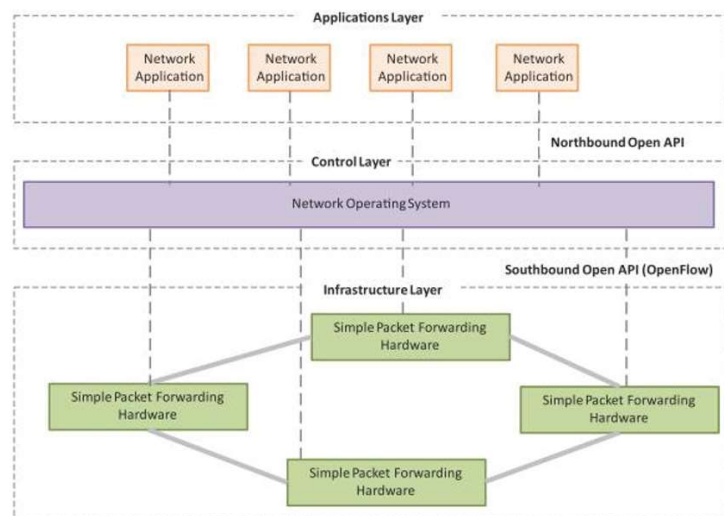 Applications Layer
Network
Application
Network
Application
Network
Application
Network
Application
Northbound Open API
Control Layer
Network Operating System
Southbound Open API (OpenFlow)
Infrastructure Layer
Simple Packet Forwarding
Hardware
Simple Packet Forwarding
Hardware
Simple Packet Forwarding
Hardware
Simple Packet Forwarding
Hardware